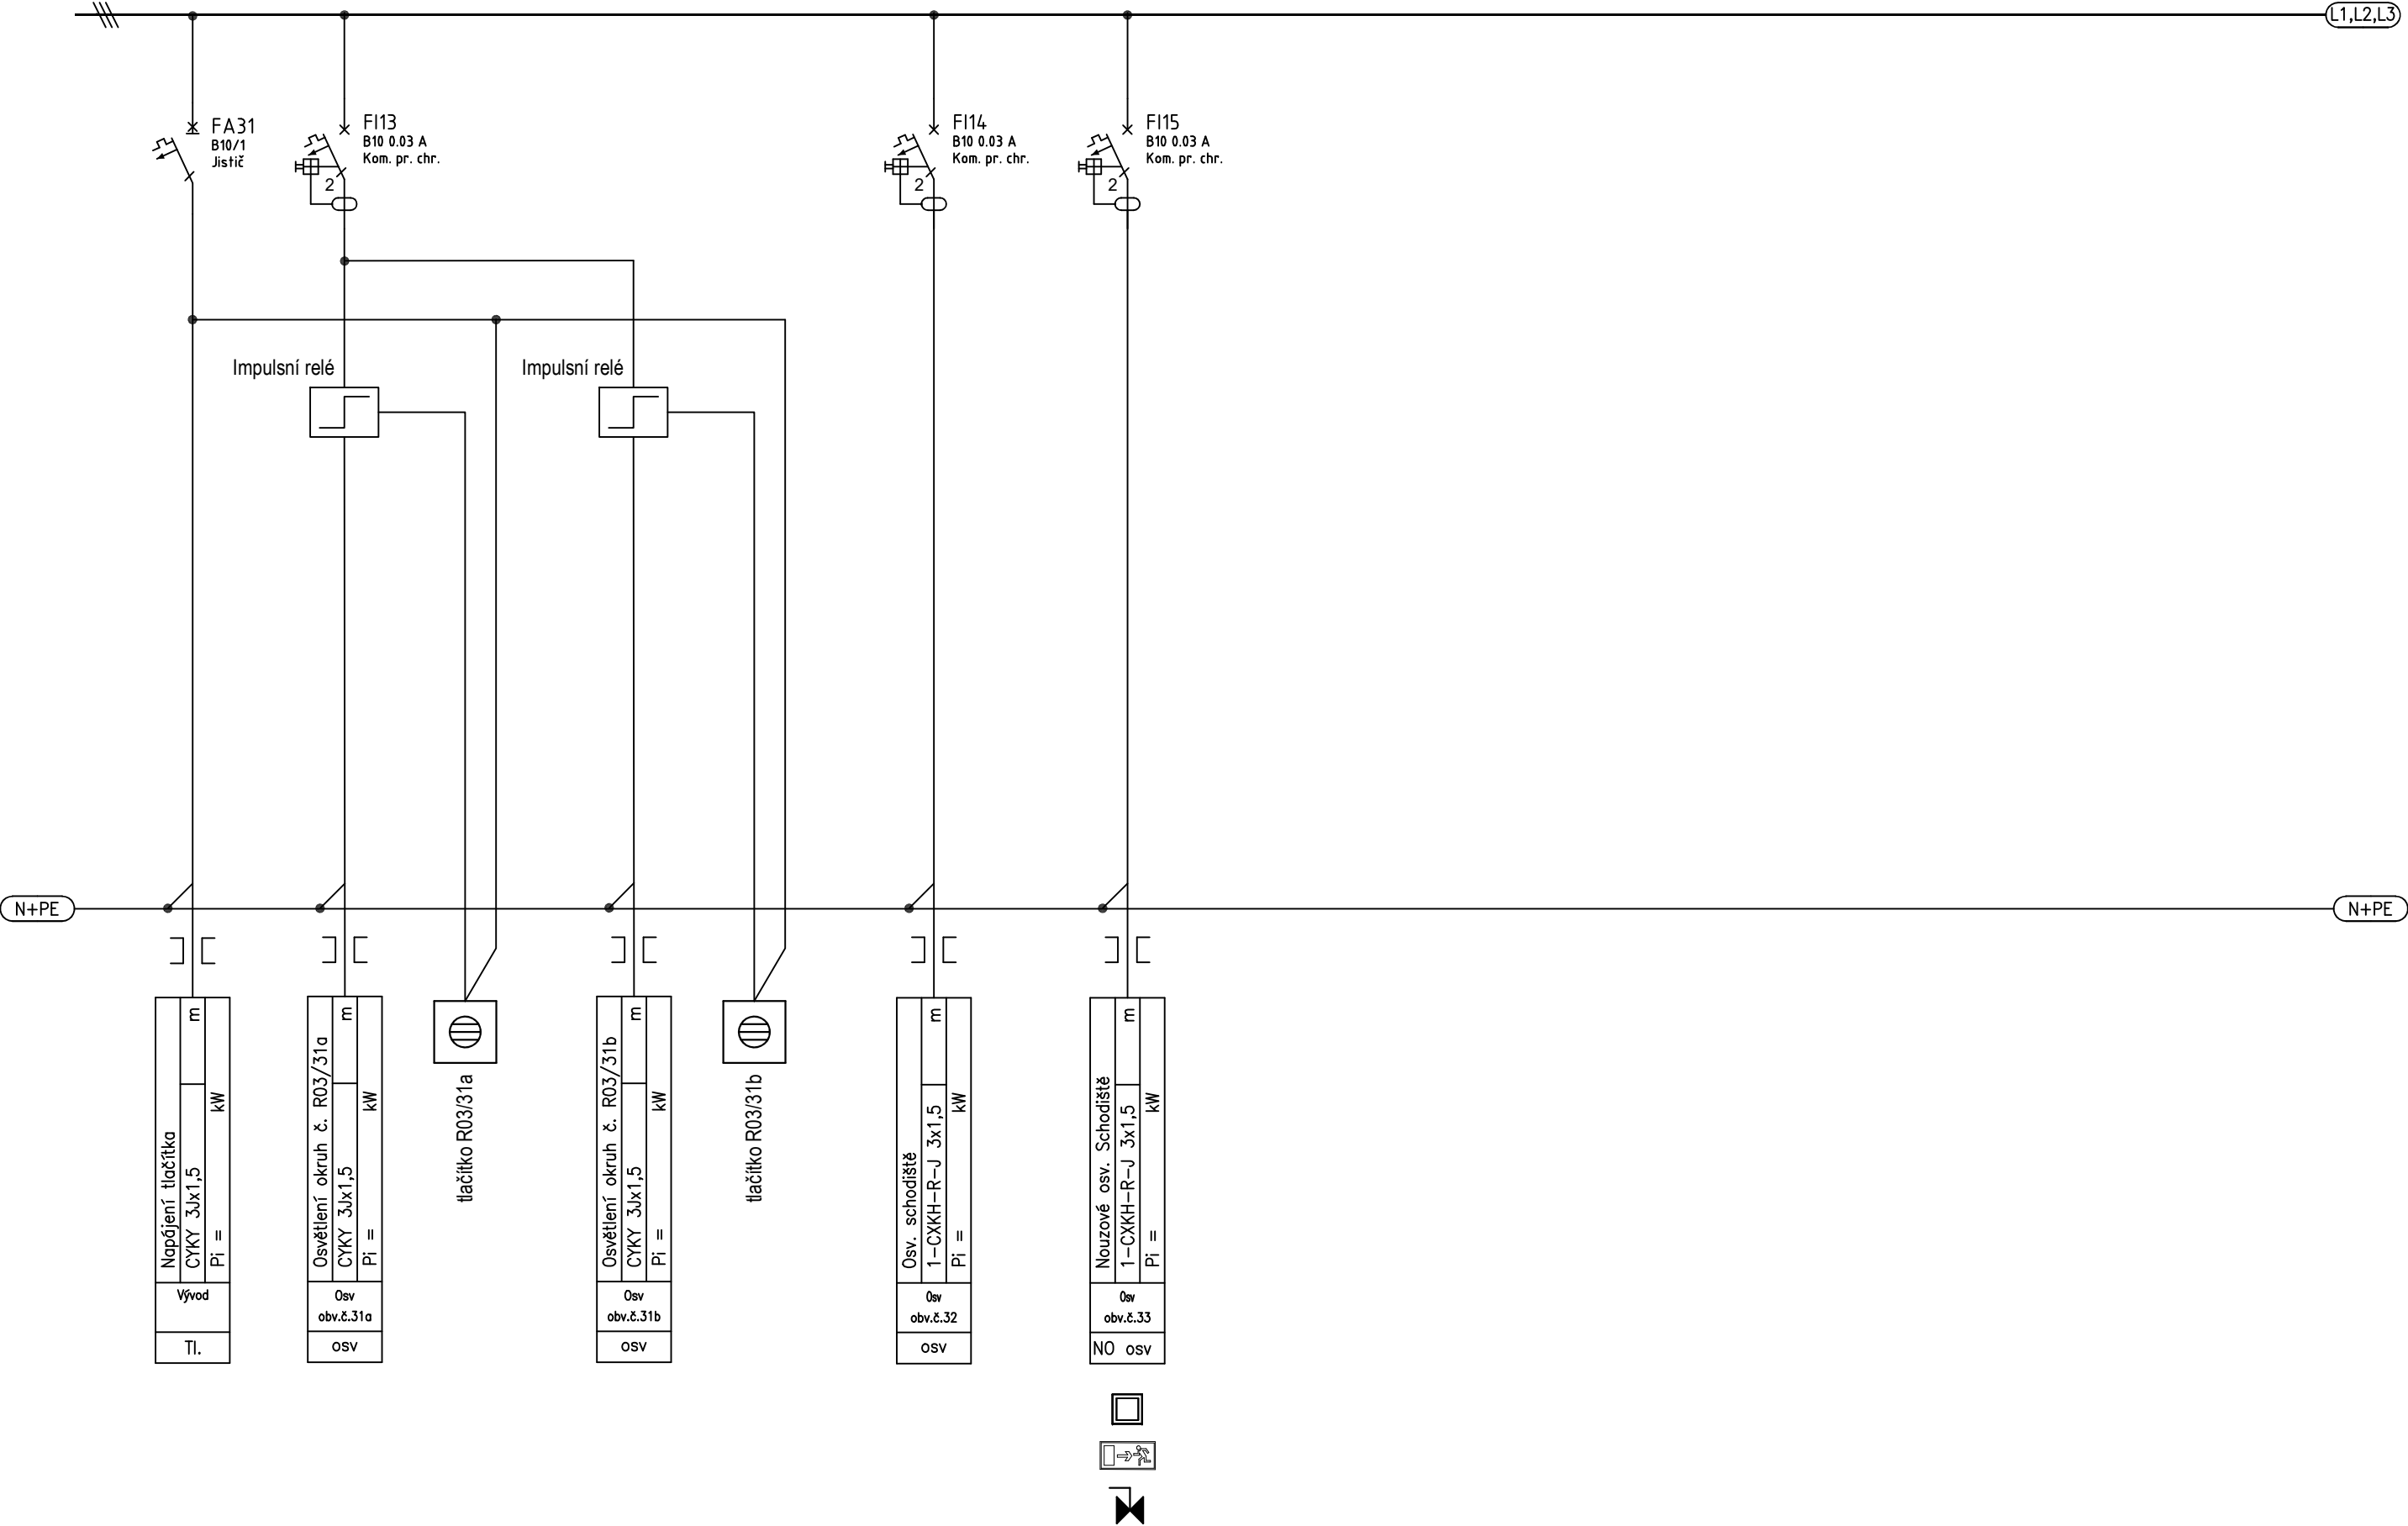 L1,L2,L3
FA31
B10/1
Jistič
FI13
B10 0.03 A
Kom. pr. chr.
2
FI14
B10 0.03 A
Kom. pr. chr.
2
FI15
B10 0.03 A
Kom. pr. chr.
2
Impulsní relé
Impulsní relé
N+PE
N+PE
Napájení tlačítka
CYKY 3Jx1,5
m
Pi = kW
Vývod
Tl.
Osvětlení okruh č. R03/31a
CYKY 3Jx1,5
m
Pi = kW
Osv
obv.č.31a
osv
tlačítko R03/31a
Osvětlení okruh č. R03/31b
CYKY 3Jx1,5
m
Pi = kW
Osv
obv.č.31b
osv
tlačítko R03/31b
Osv. schodiště
1-CXKH-R-J 3x1,5
m
Pi = kW
Osv
obv.č.32
osv
Nouzové osv. Schodiště
1-CXKH-R-J 3x1,5
m
Pi = kW
Osv
obv.č.33
NO osv